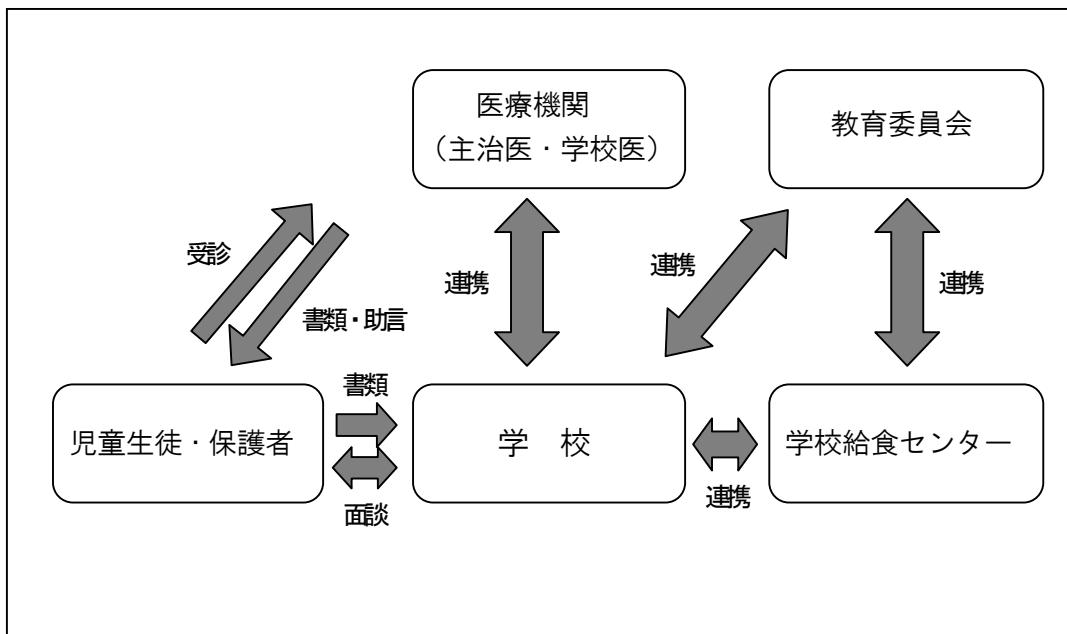 医療機関
（主治医・学校医）
教育委員会
受診
書類・助言
連携
連携
連携
児童生徒・保護者
書類
面談
学　校
連携
学校給食センター